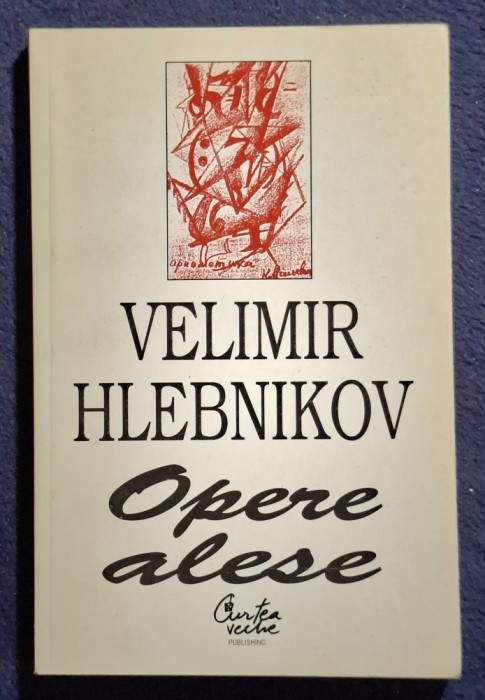 VELIMIR
HLEBNIKOV
Opere
alese
Curtea
veche
PUBLISHING